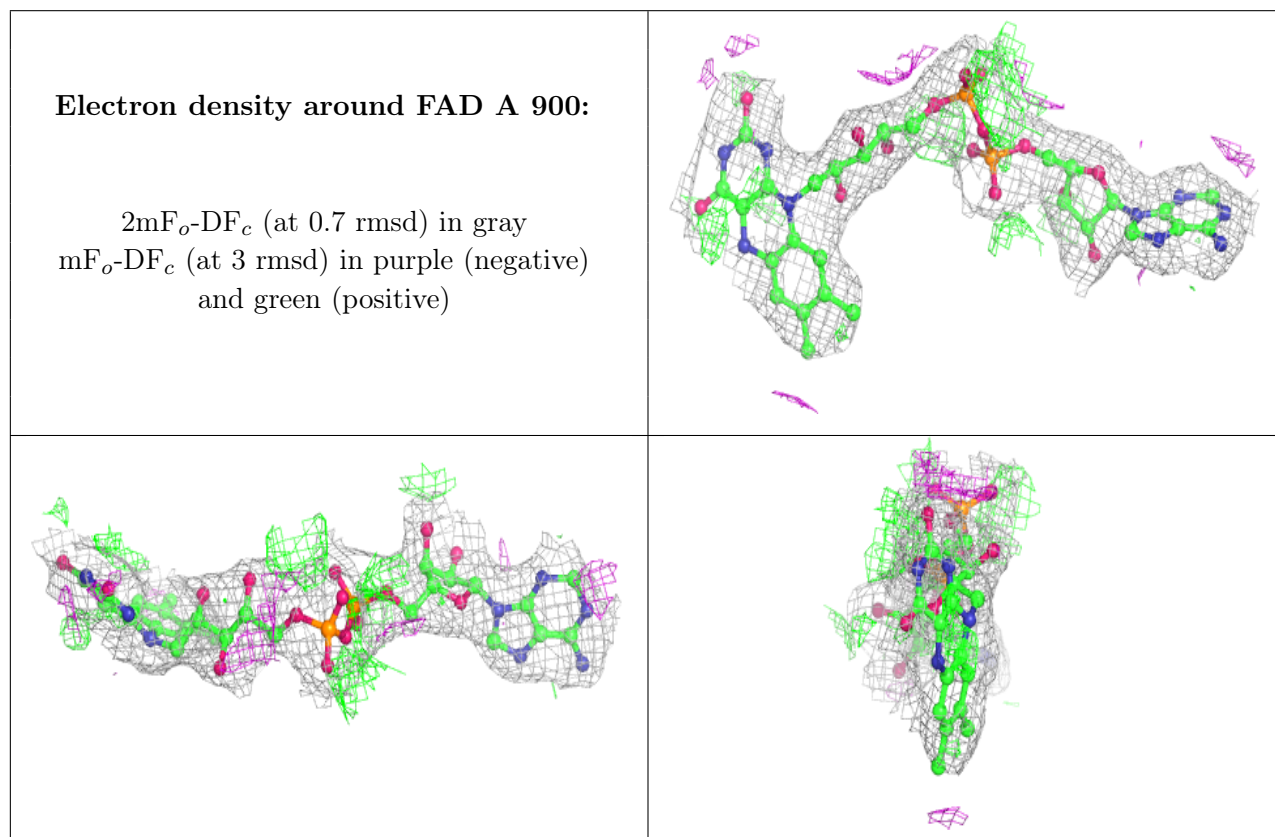 Electron density around FAD A 900:
2mFₒ-DF𝒸 (at 0.7 rmsd) in gray
mFₒ-DF𝒸 (at 3 rmsd) in purple (negative)
and green (positive)